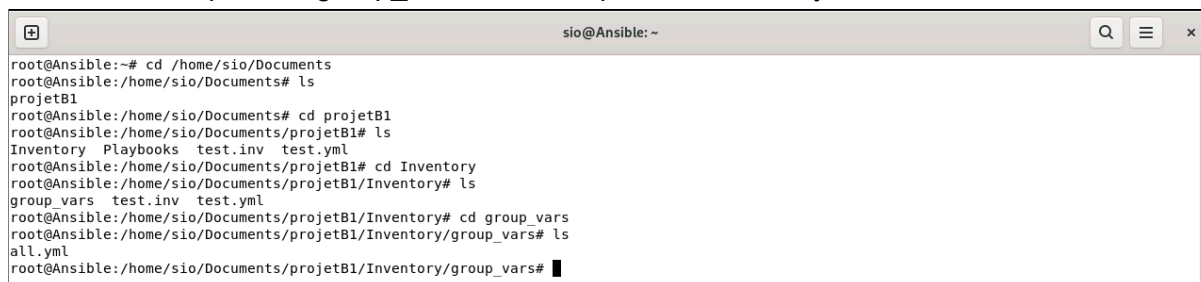 sio@Ansible: ~
root@Ansible:~# cd /home/sio/Documents
root@Ansible:/home/sio/Documents# ls
projetB1
root@Ansible:/home/sio/Documents# cd projetB1
root@Ansible:/home/sio/Documents/projetB1# ls
Inventory  Playbooks  test.inv  test.yml
root@Ansible:/home/sio/Documents/projetB1# cd Inventory
root@Ansible:/home/sio/Documents/projetB1/Inventory# ls
group_vars  test.inv  test.yml
root@Ansible:/home/sio/Documents/projetB1/Inventory# cd group_vars
root@Ansible:/home/sio/Documents/projetB1/Inventory/group_vars# ls
all.yml
root@Ansible:/home/sio/Documents/projetB1/Inventory/group_vars#